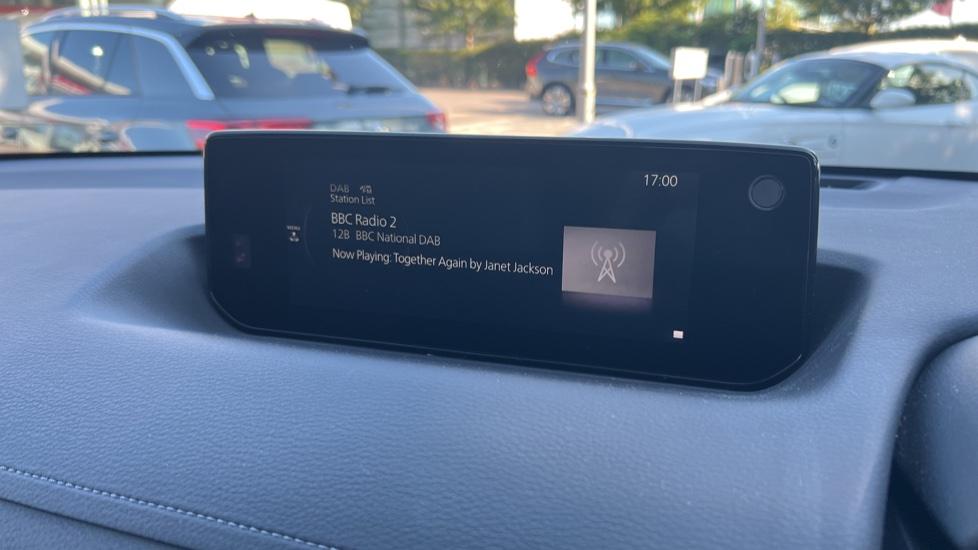 17:00
DAB
Station List
BBC Radio 2
MENU
12B BBC National DAB
Now Playing: Together Again by Janet Jackson